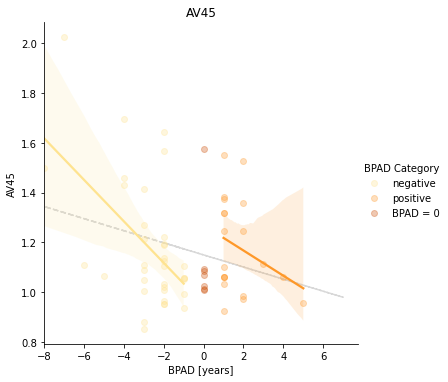 AV45
AV45
2.0
1.8
1.6
1.4
1.2
1.0
0.8
−8 −6 −4 −2 0 2 4 6
BPAD [years]
BPAD Category
negative
positive
BPAD = 0